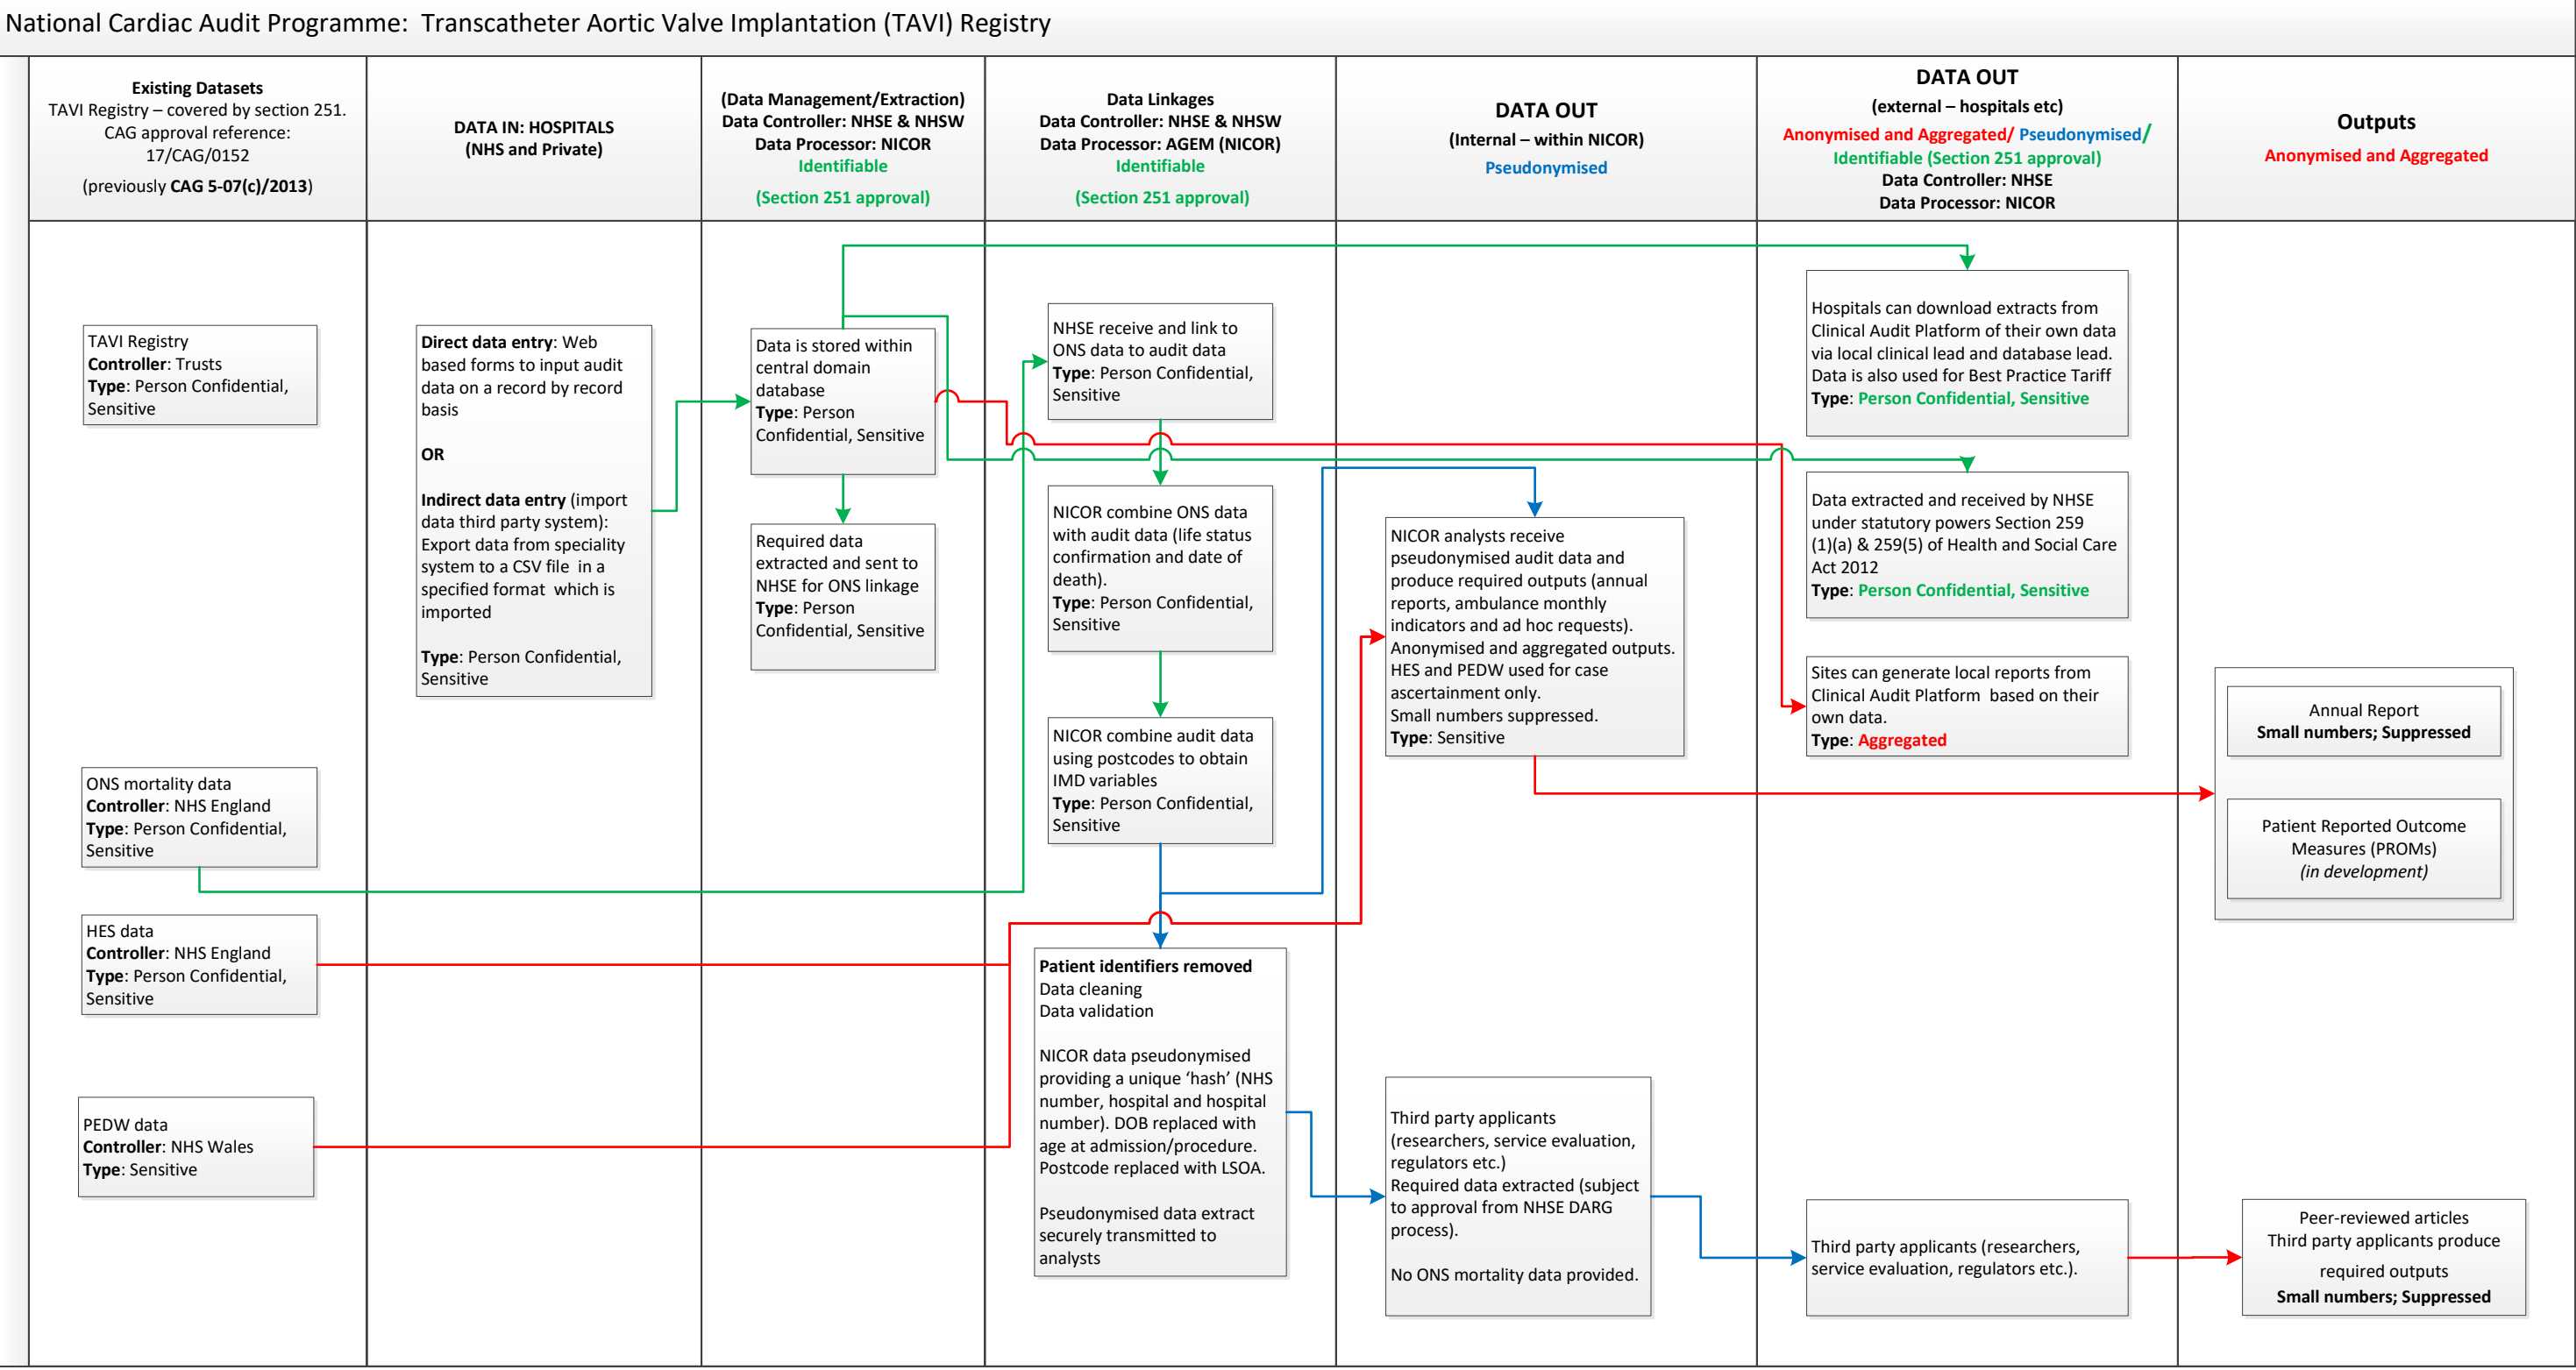 National Cardiac Audit Programme:  Transcatheter Aortic Valve Implantation (TAVI) Registry
Existing Datasets
TAVI Registry – covered by section 251.
CAG approval reference:
17/CAG/0152
(previously CAG 5-07(c)/2013)
DATA IN: HOSPITALS
(NHS and Private)
(Data Management/Extraction)
Data Controller: NHSE & NHSW
Data Processor: NICOR
Identifiable
(Section 251 approval)
Data Linkages
Data Controller: NHSE & NHSW
Data Processor: AGEM (NICOR)
Identifiable
(Section 251 approval)
DATA OUT
(Internal – within NICOR)
Pseudonymised
DATA OUT
(external – hospitals etc)
Anonymised and Aggregated/ Pseudonymised/
Identifiable (Section 251 approval)
Data Controller: NHSE
Data Processor: NICOR
Outputs
Anonymised and Aggregated
TAVI Registry
Controller: Trusts
Type: Person Confidential,
Sensitive
ONS mortality data
Controller: NHS England
Type: Person Confidential,
Sensitive
HES data
Controller: NHS England
Type: Person Confidential,
Sensitive
PEDW data
Controller: NHS Wales
Type: Sensitive
Direct data entry: Web
based forms to input audit
data on a record by record
basis
OR
Indirect data entry (import
data third party system):
Export data from speciality
system to a CSV file  in a
specified format  which is
imported
Type: Person Confidential,
Sensitive
Data is stored within
central domain
database
Type: Person
Confidential, Sensitive
Required data
extracted and sent to
NHSE for ONS linkage
Type: Person
Confidential, Sensitive
NHSE receive and link to
ONS data to audit data
Type: Person Confidential,
Sensitive
NICOR combine ONS data
with audit data (life status
confirmation and date of
death).
Type: Person Confidential,
Sensitive
NICOR combine audit data
using postcodes to obtain
IMD variables
Type: Person Confidential,
Sensitive
Patient identifiers removed
Data cleaning
Data validation
NICOR data pseudonymised
providing a unique ‘hash’ (NHS
number, hospital and hospital
number). DOB replaced with
age at admission/procedure.
Postcode replaced with LSOA.
Pseudonymised data extract
securely transmitted to
analysts
NICOR analysts receive
pseudonymised audit data and
produce required outputs (annual
reports, ambulance monthly
indicators and ad hoc requests).
Anonymised and aggregated outputs.
HES and PEDW used for case
ascertainment only.
Small numbers suppressed.
Type: Sensitive
Third party applicants
(researchers, service evaluation,
regulators etc.)
Required data extracted (subject
to approval from NHSE DARG
process).
No ONS mortality data provided.
Hospitals can download extracts from
Clinical Audit Platform of their own data
via local clinical lead and database lead.
Data is also used for Best Practice Tariff
Type: Person Confidential, Sensitive
Data extracted and received by NHSE
under statutory powers Section 259
(1)(a) & 259(5) of Health and Social Care
Act 2012
Type: Person Confidential, Sensitive
Sites can generate local reports from
Clinical Audit Platform  based on their
own data.
Type: Aggregated
Third party applicants (researchers,
service evaluation, regulators etc.).
Annual Report
Small numbers; Suppressed
Patient Reported Outcome
Measures (PROMs)
(in development)
Peer-reviewed articles
Third party applicants produce
required outputs
Small numbers; Suppressed